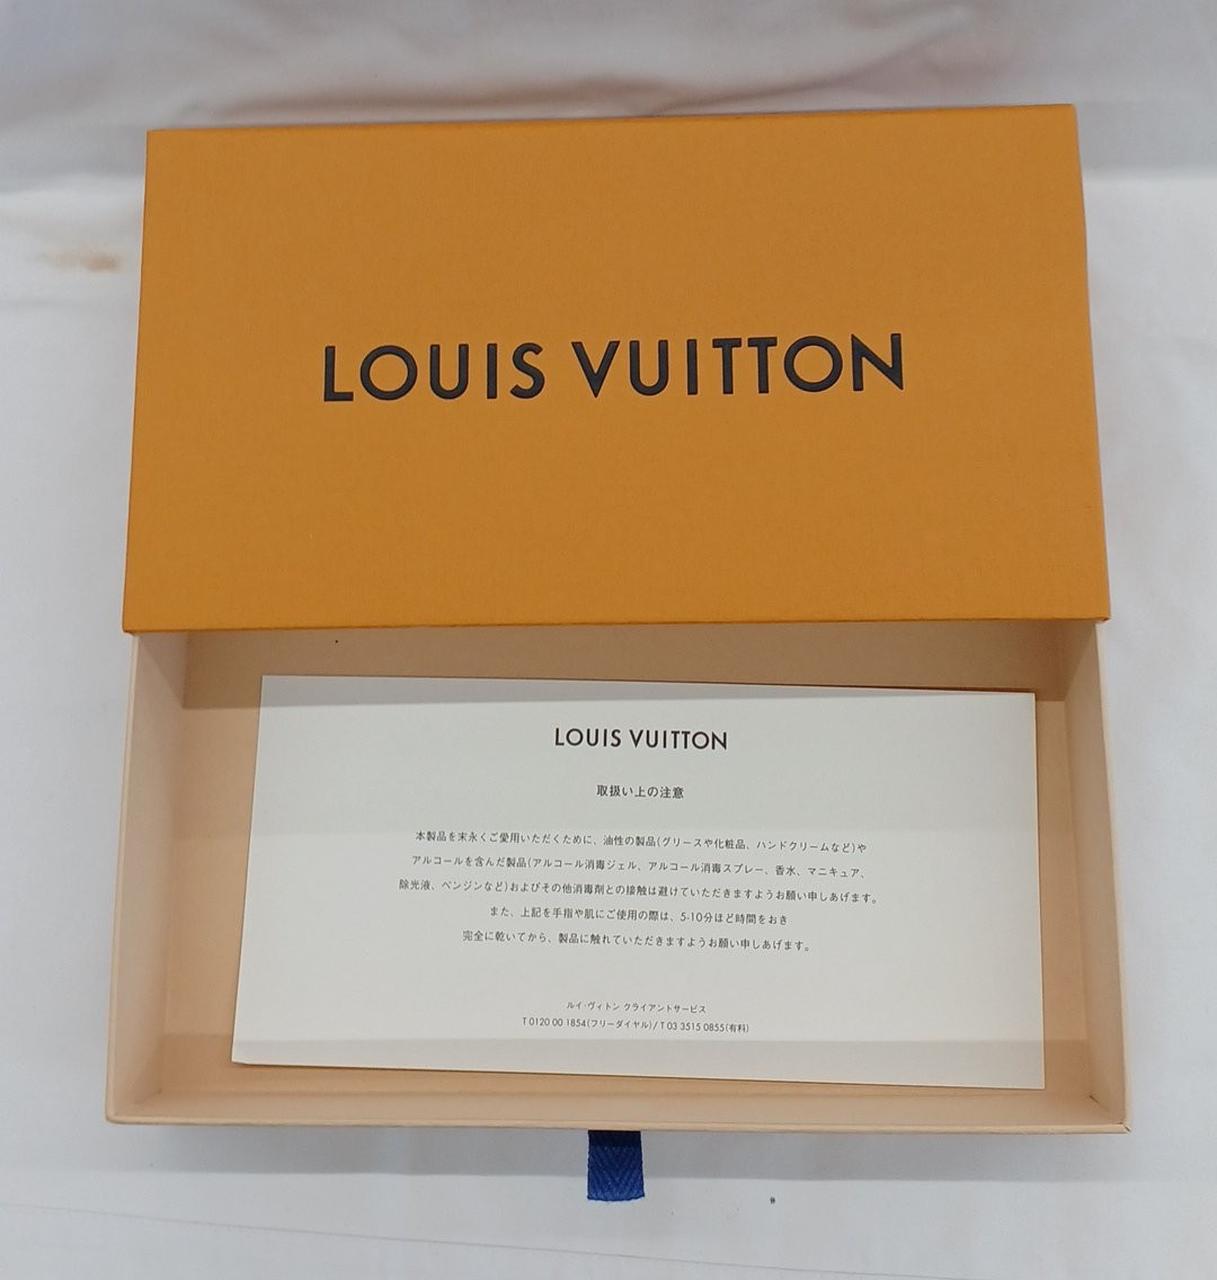 LOUIS VUITTON
LOUIS VUITTON
取扱い上の注意
本製品を末永くご愛用いただくために、油性の製品(グリースや化粧品、ハンドクリームなど)や
アルコールを含んだ製品(アルコール消毒ジェル、アルコール消毒スプレー、香水、マニキュア、
除光液、ベンジンなど)およびその他消毒剤との接触は避けていただきますようお願い申しあげます。
また、上記を手指や肌にご使用の際は、5-10分ほど時間をおき
完全に乾いてから、製品に触れていただきますようお願い申しあげます。
ルイ・ヴィトン クライアントサービス
T 0120 00 1854(フリーダイヤル)/ T 03 3515 0855(有料)